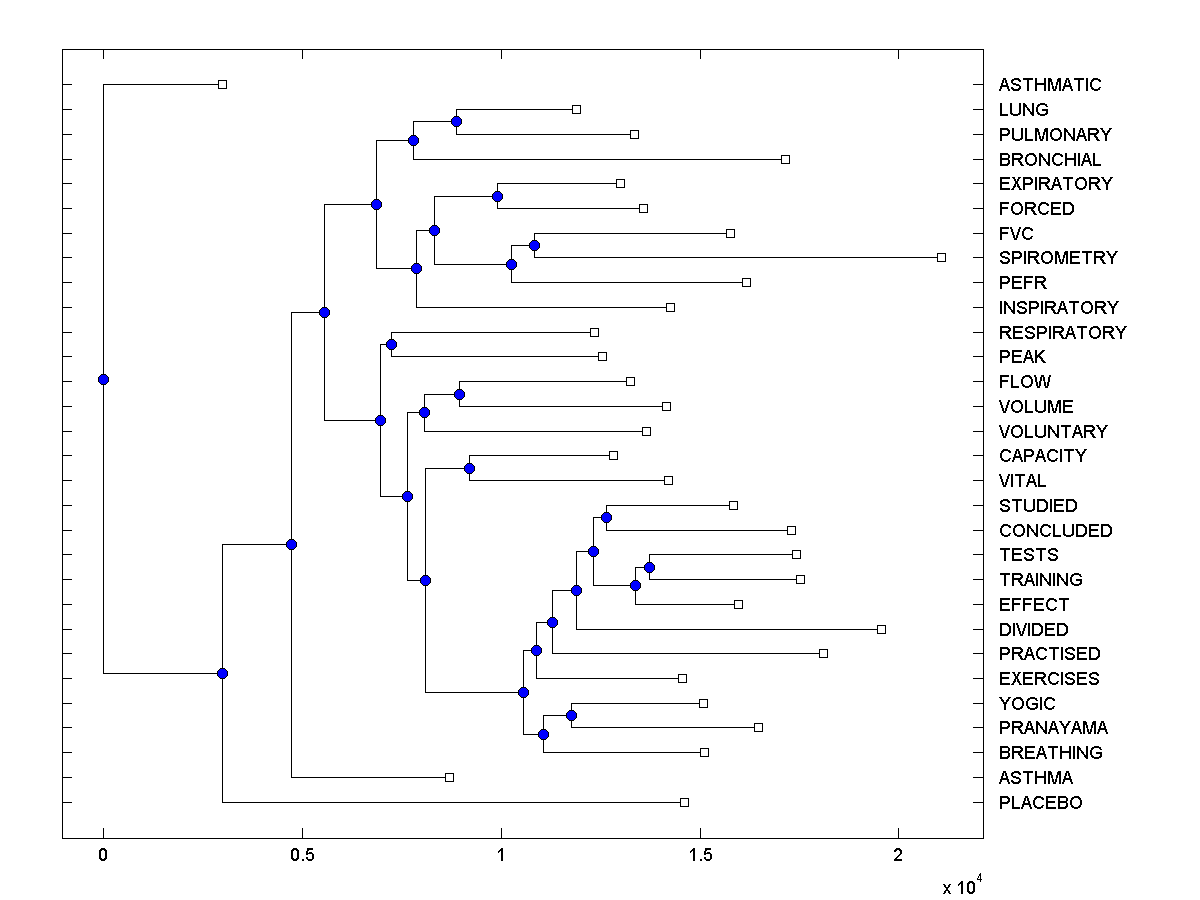 ASTHMATIC
LUNG
PULMONARY
BRONCHIAL
EXPIRATORY
FORCED
FVC
SPIROMETRY
PEFR
INSPIRATORY
RESPIRATORY
PEAK
FLOW
VOLUME
VOLUNTARY
CAPACITY
VITAL
STUDIED
CONCLUDED
TESTS
TRAINING
EFFECT
DIVIDED
PRACTISED
EXERCISES
YOGIC
PRANAYAMA
BREATHING
ASTHMA
PLACEBO
0 0.5 1 1.5 2
x 10^4